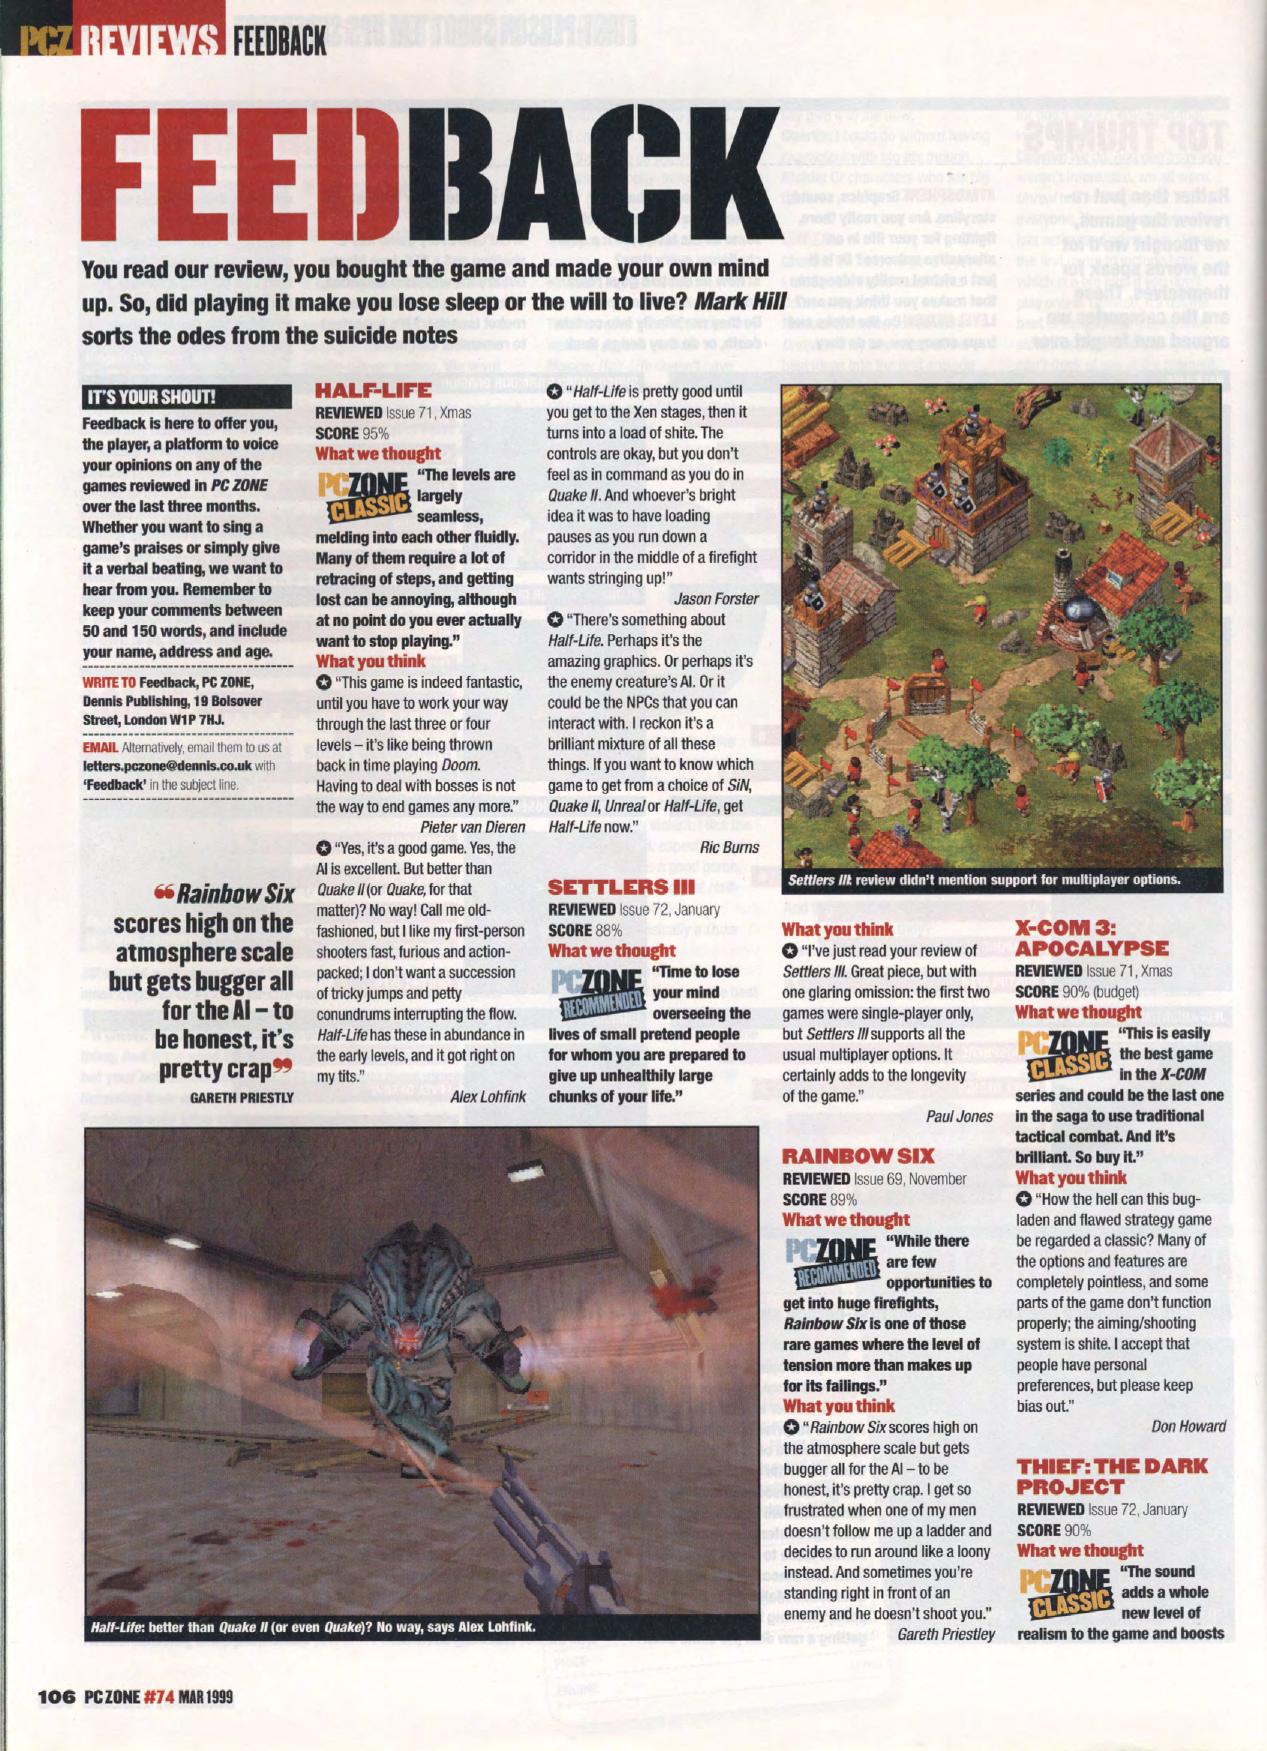 PCZ REVIEWS FEEDBACK
FEEDBACK
You read our review, you bought the game and made your own mind
up. So, did playing it make you lose sleep or the will to live? Mark Hill
sorts the odes from the suicide notes
IT'S YOUR SHOUT!
Feedback is here to offer you,
the player, a platform to voice
your opinions on any of the
games reviewed in PC ZONE
over the last three months.
Whether you want to sing a
game's praises or simply give
it a verbal beating, we want to
hear from you. Remember to
keep your comments between
50 and 150 words, and include
your name, address and age.
WRITE TO Feedback, PC ZONE,
Dennis Publishing, 19 Bolsover
Street, London W1P 7HJ.
EMAIL Alternatively, email them to us at
letters.pczone@dennis.co.uk with
'Feedback' in the subject line.
“Rainbow Six
scores high on the
atmosphere scale
but gets bugger all
for the AI – to
be honest, it's
pretty crap”
GARETH PRIESTLY
HALF-LIFE
REVIEWED Issue 71, Xmas
SCORE 95%
What we thought
PCZONE CLASSIC
“The levels are
largely
seamless,
melding into each other fluidly.
Many of them require a lot of
retracing of steps, and getting
lost can be annoying, although
at no point do you ever actually
want to stop playing.”
What you think
“This game is indeed fantastic,
until you have to work your way
through the last three or four
levels – it's like being thrown
back in time playing Doom.
Having to deal with bosses is not
the way to end games any more.”
Pieter van Dieren
“Yes, it's a good game. Yes, the
AI is excellent. But better than
Quake II (or Quake, for that
matter)? No way! Call me old-
fashioned, but I like my first-person
shooters fast, furious and action-
packed; I don't want a succession
of tricky jumps and petty
conundrums interrupting the flow.
Half-Life has these in abundance in
the early levels, and it got right on
my tits.”
Alex Lohfink
“Half-Life is pretty good until
you get to the Xen stages, then it
turns into a load of shite. The
controls are okay, but you don't
feel as in command as you do in
Quake II. And whoever's bright
idea it was to have loading
pauses as you run down a
corridor in the middle of a firefight
wants stringing up!”
Jason Forster
“There's something about
Half-Life. Perhaps it's the
amazing graphics. Or perhaps it's
the enemy creature's AI. Or it
could be the NPCs that you can
interact with. I reckon it's a
brilliant mixture of all these
things. If you want to know which
game to get from a choice of SiN,
Quake II, Unreal or Half-Life, get
Half-Life now.”
Ric Burns
SETTLERS III
REVIEWED Issue 72, January
SCORE 88%
What we thought
PCZONE RECOMMENDED
“Time to lose
your mind
overseeing the
lives of small pretend people
for whom you are prepared to
give up unhealthily large
chunks of your life.”
Settlers III: review didn't mention support for multiplayer options.
What you think
“I've just read your review of
Settlers III. Great piece, but with
one glaring omission: the first two
games were single-player only,
but Settlers III supports all the
usual multiplayer options. It
certainly adds to the longevity
of the game.”
Paul Jones
RAINBOW SIX
REVIEWED Issue 69, November
SCORE 89%
What we thought
PCZONE RECOMMENDED
“While there
are few
opportunities to
get into huge firefights,
Rainbow Six is one of those
rare games where the level of
tension more than makes up
for its failings.”
What you think
“Rainbow Six scores high on
the atmosphere scale but gets
bugger all for the AI – to be
honest, it's pretty crap. I get so
frustrated when one of my men
doesn't follow me up a ladder and
decides to run around like a loony
instead. And sometimes you're
standing right in front of an
enemy and he doesn't shoot you.”
Gareth Priestley
X-COM 3:
APOCALYPSE
REVIEWED Issue 71, Xmas
SCORE 90% (budget)
What we thought
PCZONE CLASSIC
“This is easily
the best game
in the X-COM
series and could be the last one
in the saga to use traditional
tactical combat. And it's
brilliant. So buy it.”
What you think
“How the hell can this bug-
laden and flawed strategy game
be regarded a classic? Many of
the options and features are
completely pointless, and some
parts of the game don't function
properly; the aiming/shooting
system is shite. I accept that
people have personal
preferences, but please keep
bias out.”
Don Howard
THIEF: THE DARK
PROJECT
REVIEWED Issue 72, January
SCORE 90%
What we thought
PCZONE CLASSIC
“The sound
adds a whole
new level of
realism to the game and boosts
Half-Life: better than Quake II (or even Quake)? No way, says Alex Lohfink.
106 PC ZONE #74 MAR 1999